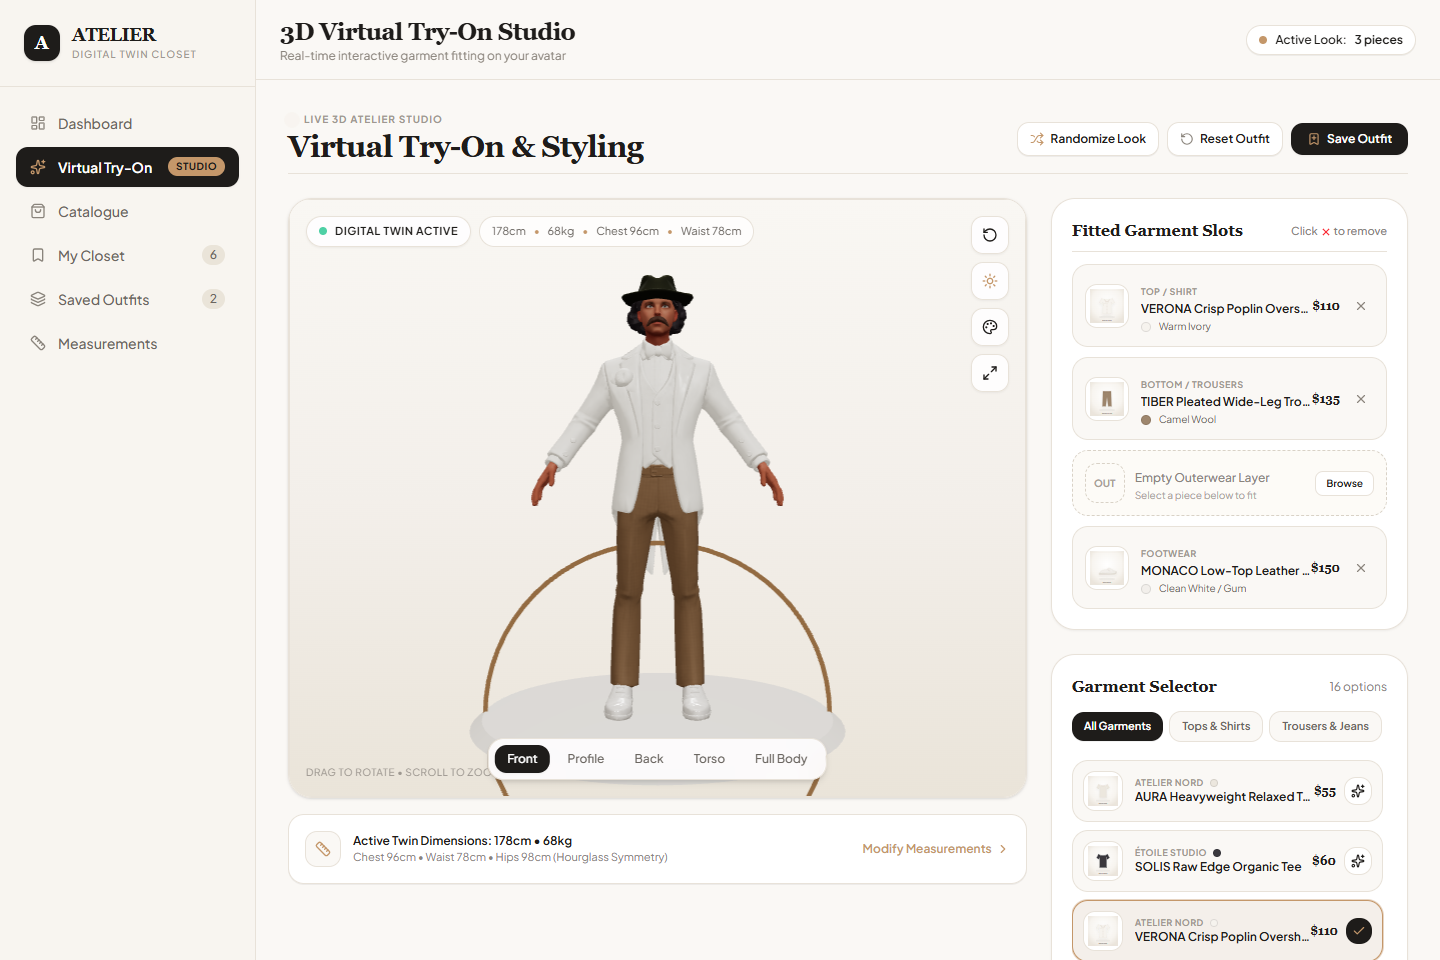 A
ATELIER
DIGITAL TWIN CLOSET
3D Virtual Try-On Studio
Real-time interactive garment fitting on your avatar
Active Look: 3 pieces
Dashboard
Virtual Try-On STUDIO
Catalogue
My Closet 6
Saved Outfits 2
Measurements
LIVE 3D ATELIER STUDIO
Virtual Try-On & Styling
Randomize Look
Reset Outfit
Save Outfit
DIGITAL TWIN ACTIVE
178cm • 68kg • Chest 96cm • Waist 78cm
DRAG TO ROTATE • SCROLL TO ZOO
Front
Profile
Back
Torso
Full Body
Active Twin Dimensions: 178cm • 68kg
Chest 96cm • Waist 78cm • Hips 98cm (Hourglass Symmetry)
Modify Measurements
Fitted Garment Slots
Click × to remove
TOP / SHIRT
VERONA Crisp Poplin Overs... $110
Warm Ivory
BOTTOM / TROUSERS
TIBER Pleated Wide-Leg Tro... $135
Camel Wool
OUT
Empty Outerwear Layer
Select a piece below to fit
Browse
FOOTWEAR
MONACO Low-Top Leather ... $150
Clean White / Gum
Garment Selector
16 options
All Garments
Tops & Shirts
Trousers & Jeans
ATELIER NORD
AURA Heavyweight Relaxed T... $55
ÉTOILE STUDIO
SOLIS Raw Edge Organic Tee $60
ATELIER NORD
VERONA Crisp Poplin Oversh... $110